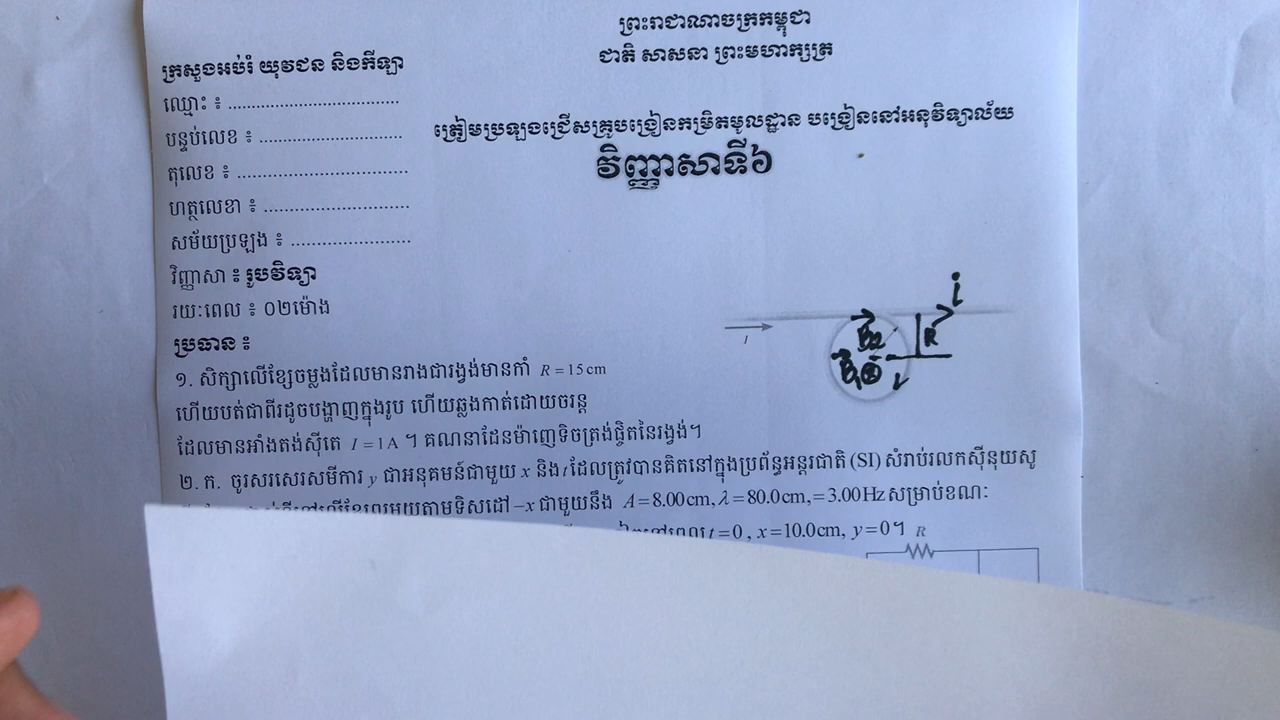 ព្រះរាជាណាចក្រកម្ពុជា
ជាតិ សាសនា ព្រះមហាក្សត្រ
ក្រសួងអប់រំ យុវជន និងកីឡា
ឈ្មោះ ៖ ..................................
បន្ទប់លេខ ៖ .............................
តុលេខ ៖ ..................................
ហត្ថលេខា ៖ .............................
សម័យប្រឡង ៖ ........................
វិញ្ញាសា ៖ រូបវិទ្យា
រយៈពេល ៖ ០២ម៉ោង
ត្រៀមប្រឡងជ្រើសគ្រូបង្រៀនកម្រិតមូលដ្ឋាន បង្រៀននៅអនុវិទ្យាល័យ
វិញ្ញាសាទី៦
ប្រធាន ៖
i
I
B2
R
B1
១. សិក្សាលើខ្សែចម្លងដែលមានរាងជារង្វង់មានកាំ R = 15 cm
ហើយបត់ជាពីរដូចបង្ហាញក្នុងរូប ហើយឆ្លងកាត់ដោយចរន្ត
ដែលមានអាំងតង់ស៊ីតេ I = 1 A ។ គណនាដែនម៉ាញេទិចត្រង់ផ្ចិតនៃរង្វង់។
២. ក. ចូរសរសេរសមីការ y ជាអនុគមន៍ជាមួយ x និង t ដែលត្រូវបានគិតនៅក្នុងប្រព័ន្ធអន្តរជាតិ (SI) សំរាប់រលកស៊ីនុយសូ
តាមទិសដៅ −x ជាមួយនឹង A = 8.00 cm, λ = 80.0 cm, = 3.00 Hz សម្រាប់ខណៈ
t = 0 , x = 10.0 cm, y = 0 ។ R